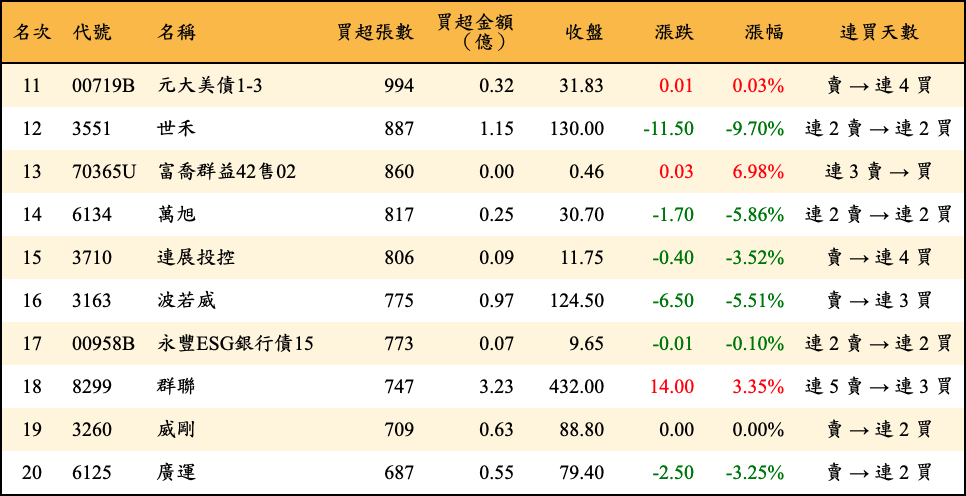 名次 代號 名稱 買超張數 買超金額（億） 收盤 漲跌 漲幅 連買天數
11 00719B 元大美債1-3 994 0.32 31.83 0.01 0.03% 賣 → 連 4 買
12 3551 世禾 887 1.15 130.00 -11.50 -9.70% 連 2 賣 → 連 2 買
13 70365U 富喬群益42售02 860 0.00 0.46 0.03 6.98% 連 3 賣 → 買
14 6134 萬旭 817 0.25 30.70 -1.70 -5.86% 連 2 賣 → 連 2 買
15 3710 連展投控 806 0.09 11.75 -0.40 -3.52% 賣 → 連 4 買
16 3163 波若威 775 0.97 124.50 -6.50 -5.51% 賣 → 連 3 買
17 00958B 永豐ESG銀行債15 773 0.07 9.65 -0.01 -0.10% 連 2 賣 → 連 2 買
18 8299 群聯 747 3.23 432.00 14.00 3.35% 連 5 賣 → 連 3 買
19 3260 威剛 709 0.63 88.80 0.00 0.00% 賣 → 連 2 買
20 6125 廣運 687 0.55 79.40 -2.50 -3.25% 賣 → 連 2 買